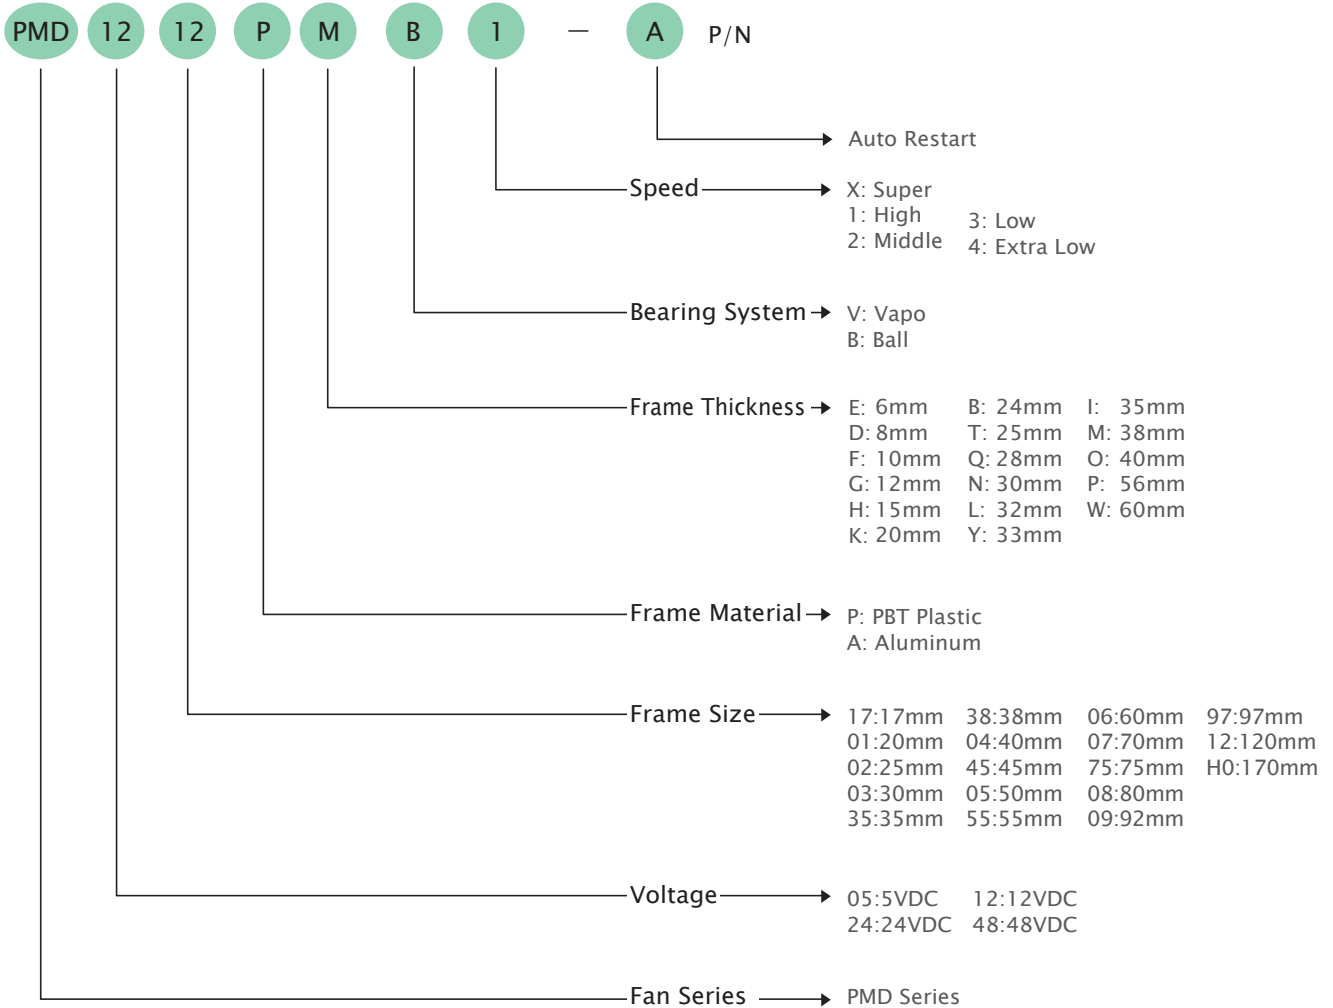 PMD 12 12 P M B 1 — A P/N
Auto Restart
Speed X: Super
1: High 3: Low
2: Middle 4: Extra Low
Bearing System V: Vapo
B: Ball
Frame Thickness E: 6mm B: 24mm I: 35mm
D: 8mm T: 25mm M: 38mm
F: 10mm Q: 28mm O: 40mm
G: 12mm N: 30mm P: 56mm
H: 15mm L: 32mm W: 60mm
K: 20mm Y: 33mm
Frame Material P: PBT Plastic
A: Aluminum
Frame Size 17:17mm 38:38mm 06:60mm 97:97mm
01:20mm 04:40mm 07:70mm 12:120mm
02:25mm 45:45mm 75:75mm H0:170mm
03:30mm 05:50mm 08:80mm
35:35mm 55:55mm 09:92mm
Voltage 05:5VDC 12:12VDC
24:24VDC 48:48VDC
Fan Series PMD Series